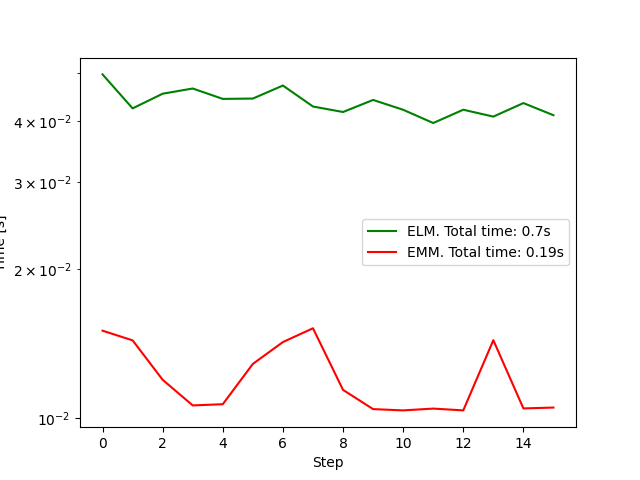 4 × 10⁻²
3 × 10⁻²
Time [s]
ELM. Total time: 0.7s
EMM. Total time: 0.19s
2 × 10⁻²
10⁻²
0 2 4 6 8 10 12 14
Step